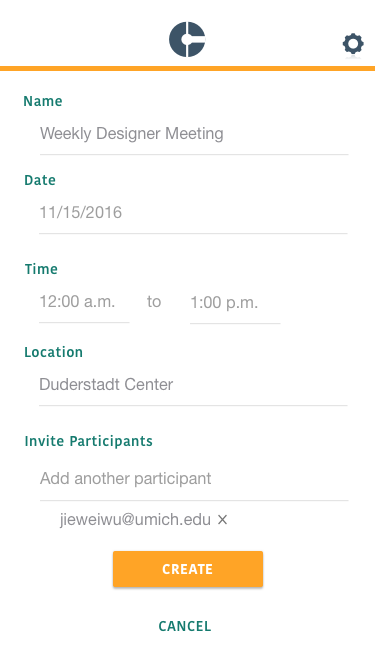 Name
Weekly Designer Meeting
Date
11/15/2016
Time
12:00 a.m. to 1:00 p.m.
Location
Duderstadt Center
Invite Participants
Add another participant
jieweiwu@umich.edu ×
CREATE
CANCEL